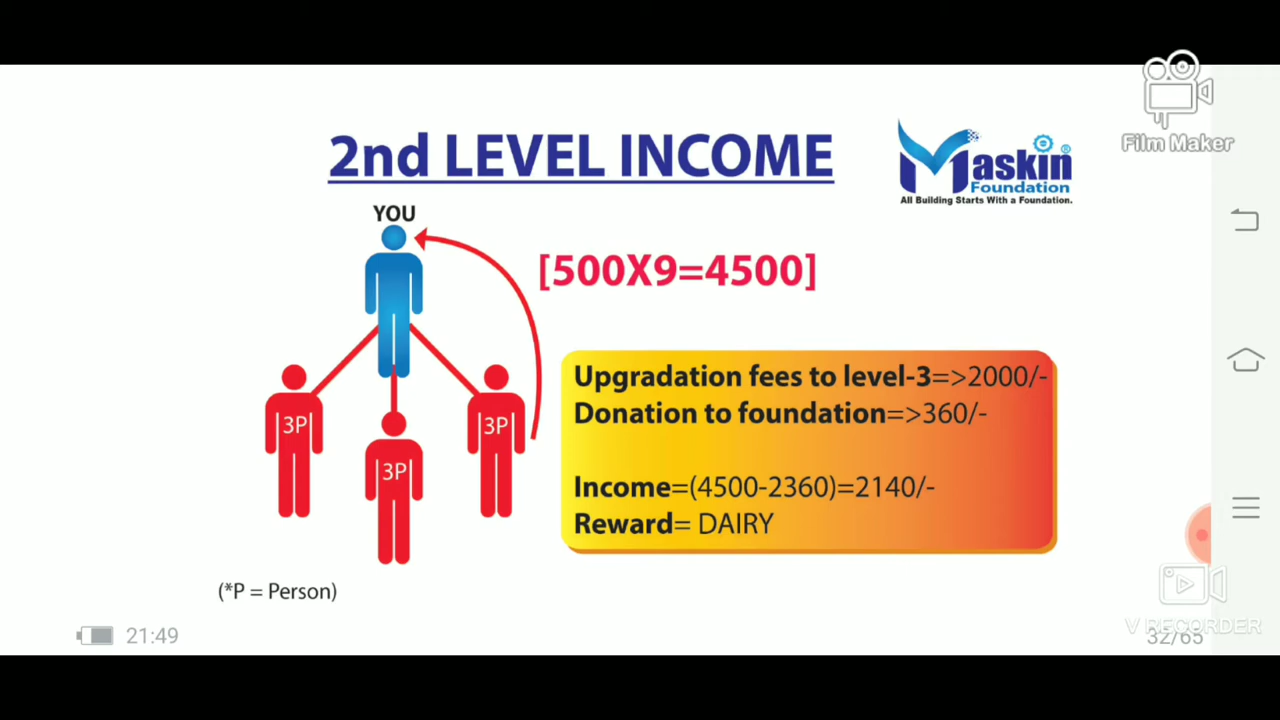 Film Maker
2nd LEVEL INCOME
Maskin
Foundation
All Building Starts With a Foundation.
YOU
[500X9=4500]
3P
3P
3P
Upgradation fees to level-3=>2000/-
Donation to foundation=>360/-
Income=(4500-2360)=2140/-
Reward= DAIRY
(*P = Person)
21:49
V RECORDER
32/65